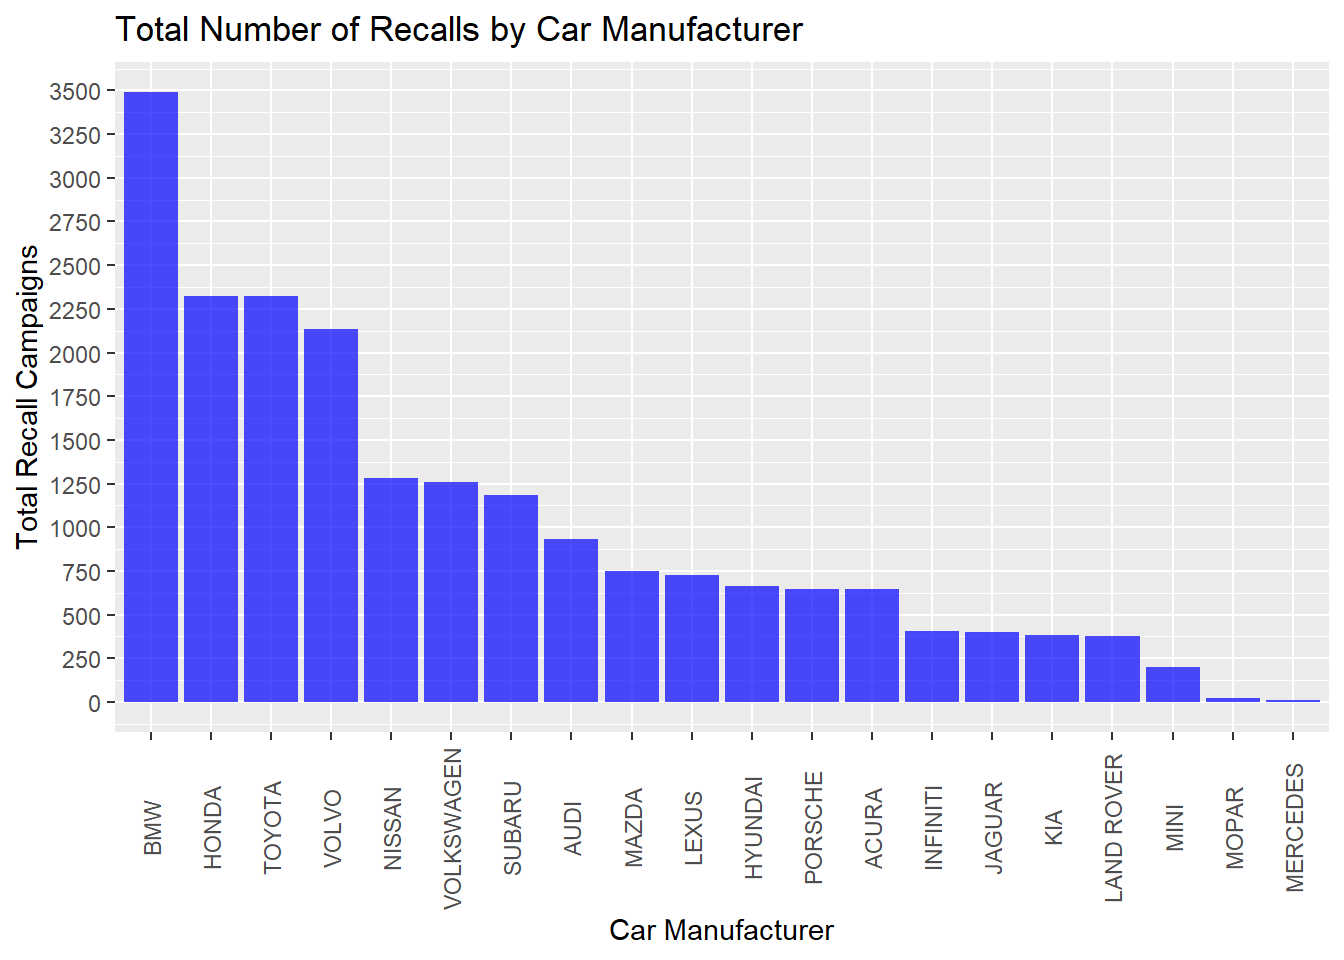 Total Number of Recalls by Car Manufacturer
Total Recall Campaigns
3500
3250
3000
2750
2500
2250
2000
1750
1500
1250
1000
750
500
250
0
BMW
HONDA
TOYOTA
VOLVO
NISSAN
VOLKSWAGEN
SUBARU
AUDI
MAZDA
LEXUS
HYUNDAI
PORSCHE
ACURA
INFINITI
JAGUAR
KIA
LAND ROVER
MINI
MOPAR
MERCEDES
Car Manufacturer